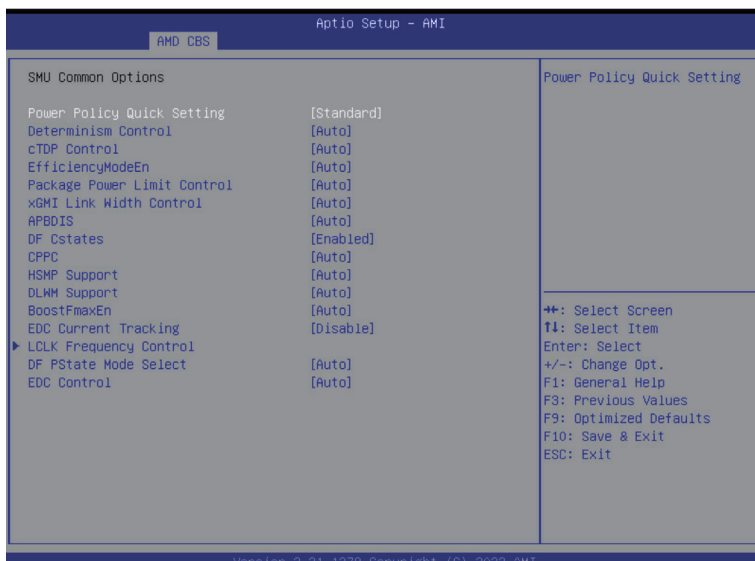 Aptio Setup – AMI
AMD CBS
SMU Common Options
Power Policy Quick Setting [Standard]
Determinism Control [Auto]
cTDP Control [Auto]
EfficiencyModeEn [Auto]
Package Power Limit Control [Auto]
xGMI Link Width Control [Auto]
APBDIS [Auto]
DF Cstates [Enabled]
CPPC [Auto]
HSMP Support [Auto]
DLWM Support [Auto]
BoostFmaxEn [Auto]
EDC Current Tracking [Disable]
LCLK Frequency Control
DF PState Mode Select [Auto]
EDC Control [Auto]
Power Policy Quick Setting
→←: Select Screen
↑↓: Select Item
Enter: Select
+/-: Change Opt.
F1: General Help
F3: Previous Values
F9: Optimized Defaults
F10: Save & Exit
ESC: Exit
Version Copyright (C) AMI